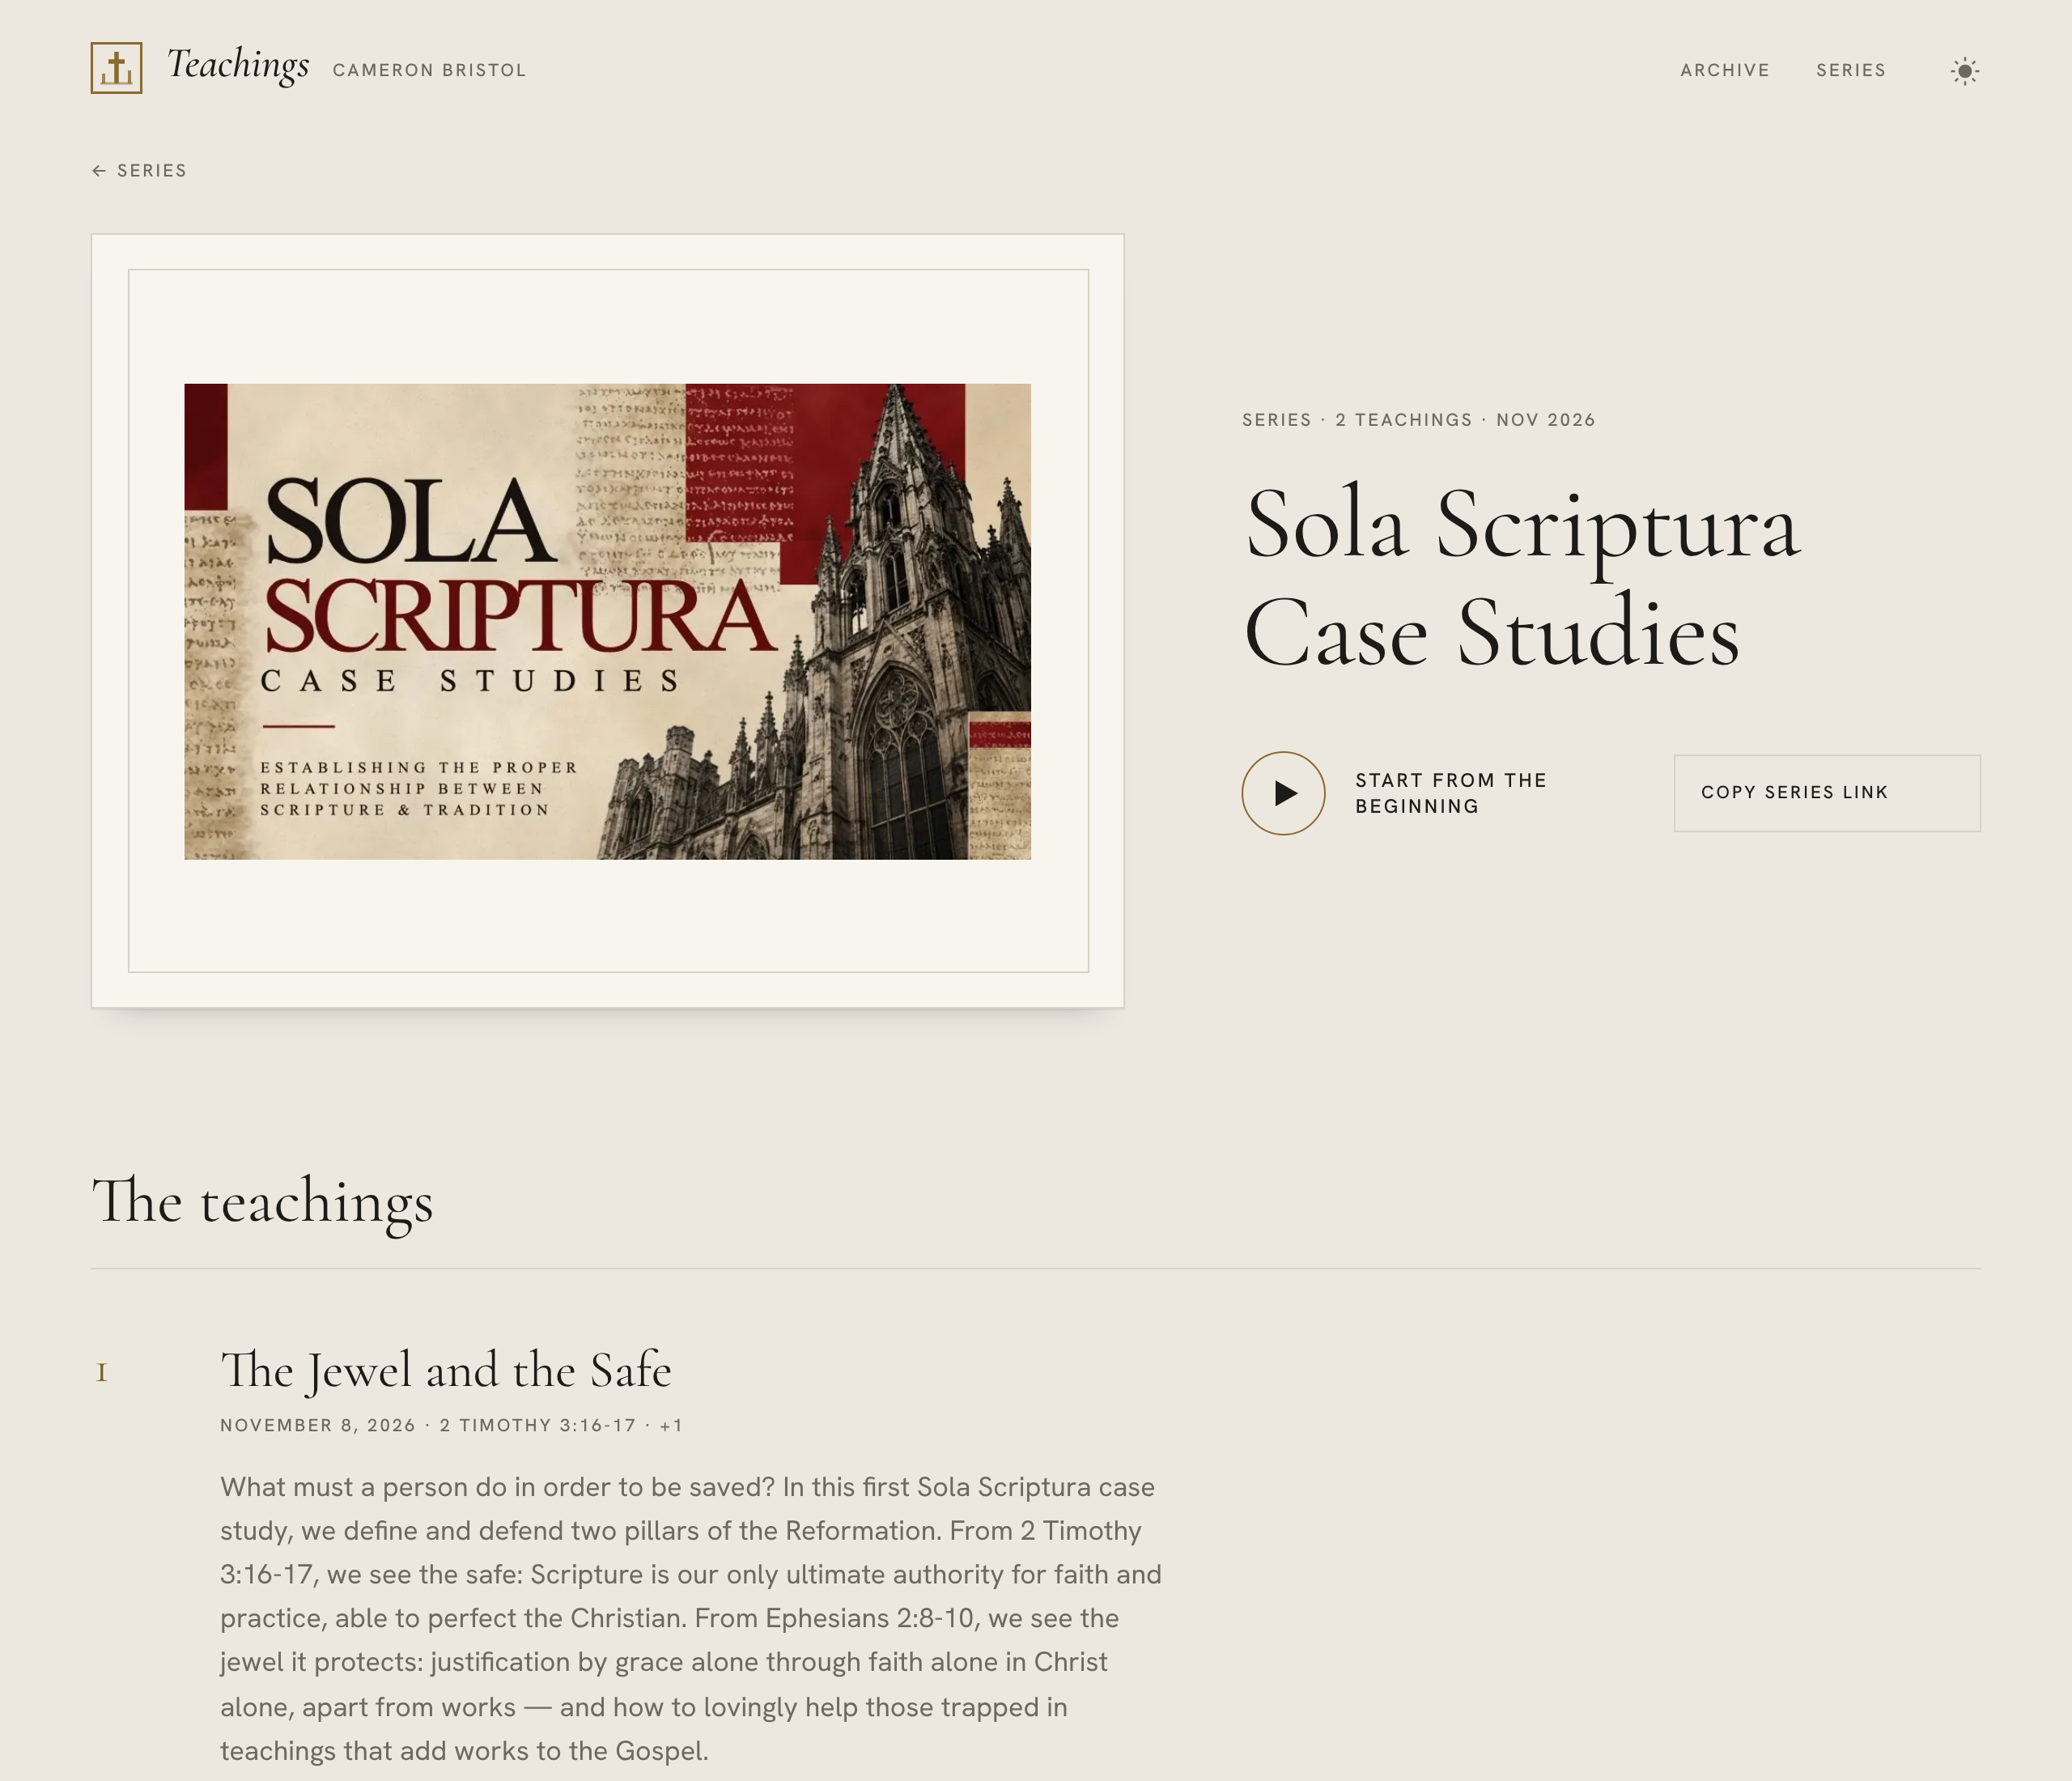 Teachings CAMERON BRISTOL
ARCHIVE SERIES
← SERIES
SOLA
SCRIPTURA
CASE STUDIES
ESTABLISHING THE PROPER
RELATIONSHIP BETWEEN
SCRIPTURE & TRADITION
SERIES · 2 TEACHINGS · NOV 2026
Sola Scriptura
Case Studies
START FROM THE
BEGINNING
COPY SERIES LINK
The teachings
1
The Jewel and the Safe
NOVEMBER 8, 2026 · 2 TIMOTHY 3:16-17 · +1
What must a person do in order to be saved? In this first Sola Scriptura case
study, we define and defend two pillars of the Reformation. From 2 Timothy
3:16-17, we see the safe: Scripture is our only ultimate authority for faith and
practice, able to perfect the Christian. From Ephesians 2:8-10, we see the
jewel it protects: justification by grace alone through faith alone in Christ
alone, apart from works — and how to lovingly help those trapped in
teachings that add works to the Gospel.